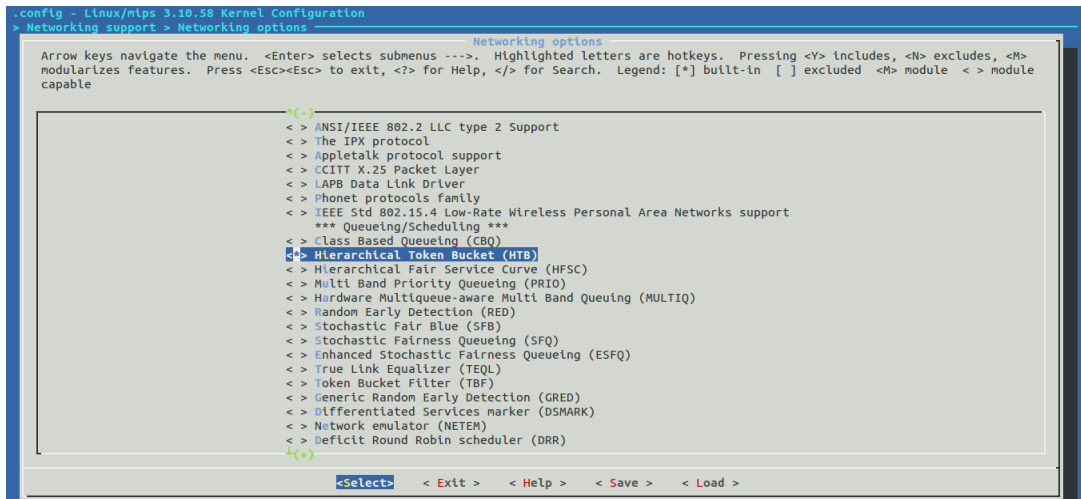 .config - Linux/mips 3.10.58 Kernel Configuration
> Networking support > Networking options
Networking options
Arrow keys navigate the menu.  <Enter> selects submenus --->.  Highlighted letters are hotkeys.  Pressing <Y> includes, <N> excludes, <M>
modularizes features.  Press <Esc><Esc> to exit, <?> for Help, </> for Search.  Legend: [*] built-in  [ ] excluded  <M> module  < > module
capable
^(-)
< > ANSI/IEEE 802.2 LLC type 2 Support
< > The IPX protocol
< > Appletalk protocol support
< > CCITT X.25 Packet Layer
< > LAPB Data Link Driver
< > Phonet protocols family
< > IEEE Std 802.15.4 Low-Rate Wireless Personal Area Networks support
*** Queueing/Scheduling ***
< > Class Based Queueing (CBQ)
<*> Hierarchical Token Bucket (HTB)
< > Hierarchical Fair Service Curve (HFSC)
< > Multi Band Priority Queueing (PRIO)
< > Hardware Multiqueue-aware Multi Band Queuing (MULTIQ)
< > Random Early Detection (RED)
< > Stochastic Fair Blue (SFB)
< > Stochastic Fairness Queueing (SFQ)
< > Enhanced Stochastic Fairness Queueing (ESFQ)
< > True Link Equalizer (TEQL)
< > Token Bucket Filter (TBF)
< > Generic Random Early Detection (GRED)
< > Differentiated Services marker (DSMARK)
< > Network emulator (NETEM)
< > Deficit Round Robin scheduler (DRR)
┴(+)
<Select>    < Exit >    < Help >    < Save >    < Load >